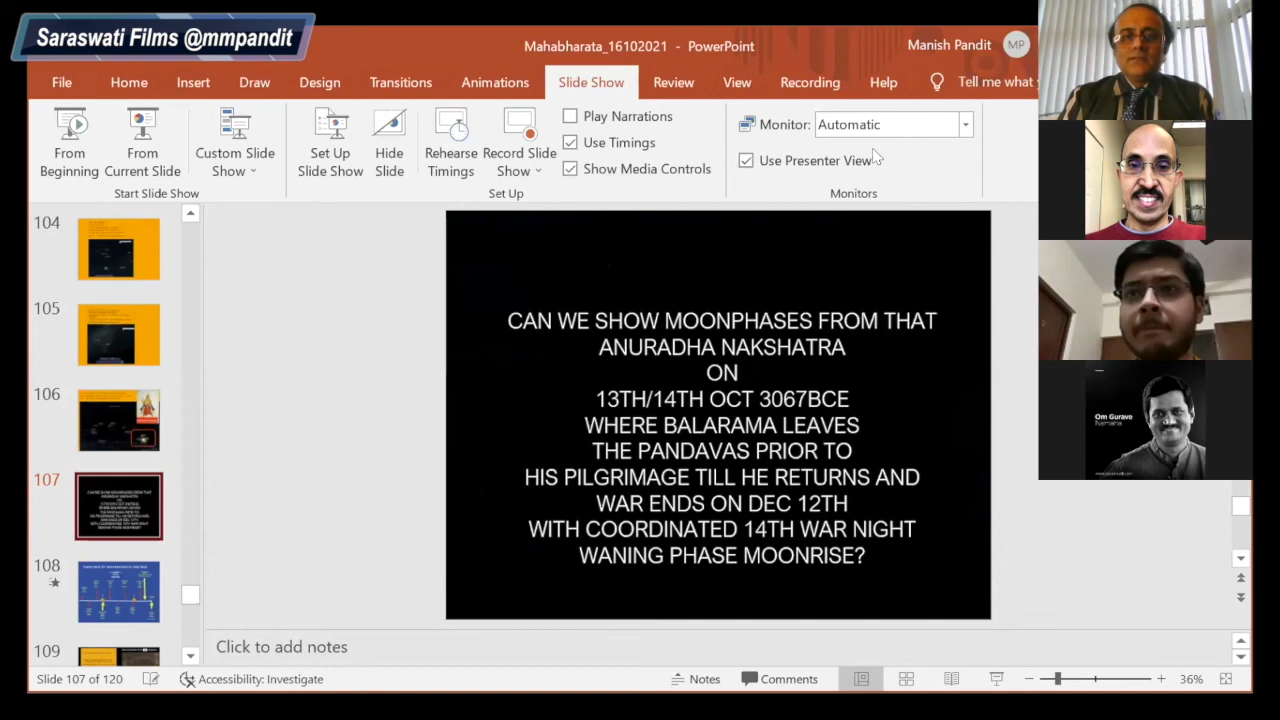 Saraswati Films @mmpandit
Mahabharata_16102021 - PowerPoint
Manish Pandit MP
File Home Insert Draw Design Transitions Animations Slide Show Review View Recording Help Tell me what
From Beginning
From Current Slide
Custom Slide Show
Start Slide Show
Set Up Slide Show
Hide Slide
Rehearse Timings
Record Slide Show
Play Narrations
Use Timings
Show Media Controls
Set Up
Monitor: Automatic
Use Presenter View
Monitors
104
105
106
107
108
109
CAN WE SHOW MOONPHASES FROM THAT
ANURADHA NAKSHATRA
ON
13TH/14TH OCT 3067BCE
WHERE BALARAMA LEAVES
THE PANDAVAS PRIOR TO
HIS PILGRIMAGE TILL HE RETURNS AND
WAR ENDS ON DEC 12TH
WITH COORDINATED 14TH WAR NIGHT
WANING PHASE MOONRISE?
Om Gurave
Namaha
Click to add notes
Slide 107 of 120 Accessibility: Investigate Notes Comments 36%